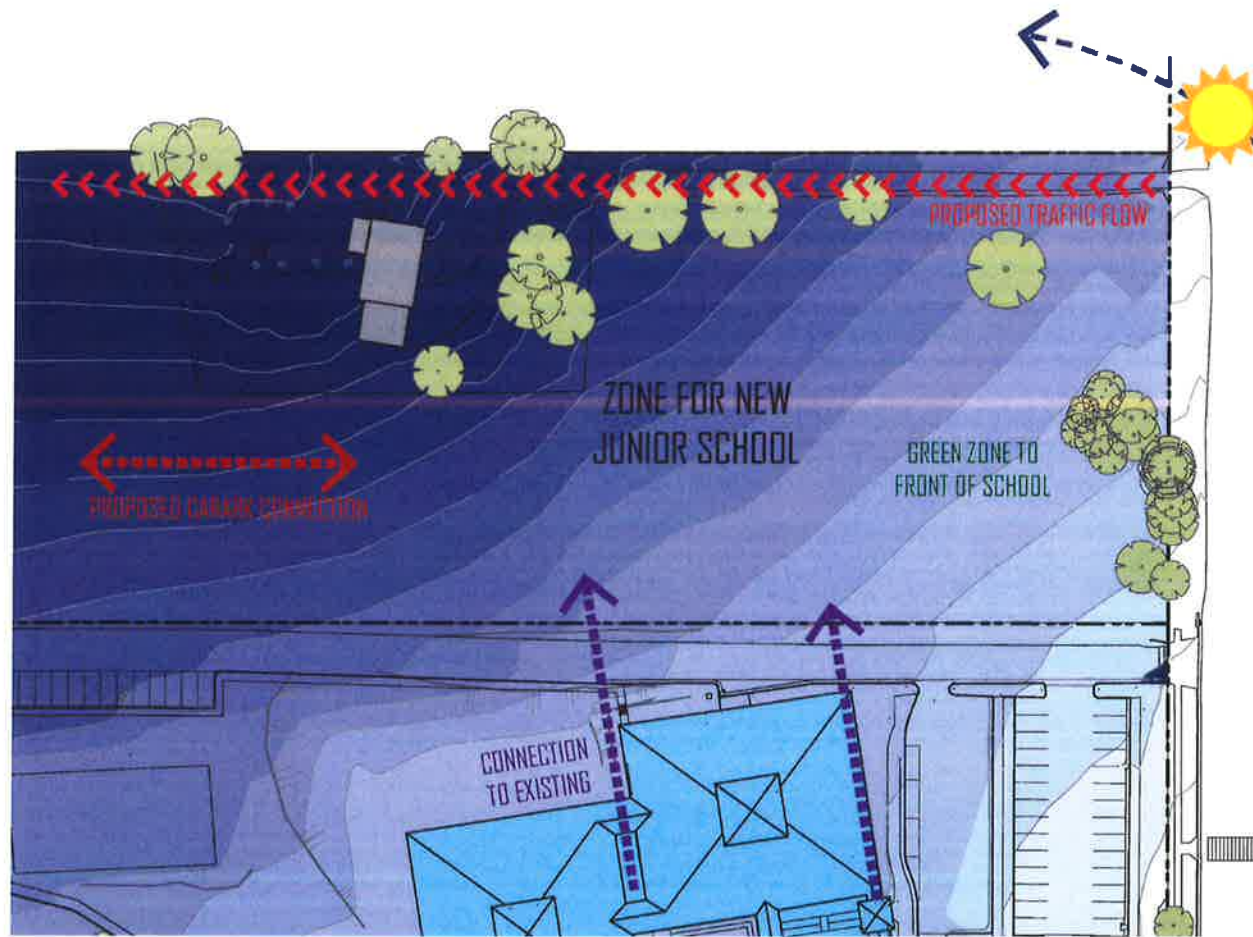 PROPOSED TRAFFIC FLOW
ZONE FOR NEW
JUNIOR SCHOOL
GREEN ZONE TO
FRONT OF SCHOOL
PROPOSED CARARK CONNECTION
CONNECTION
TO EXISTING